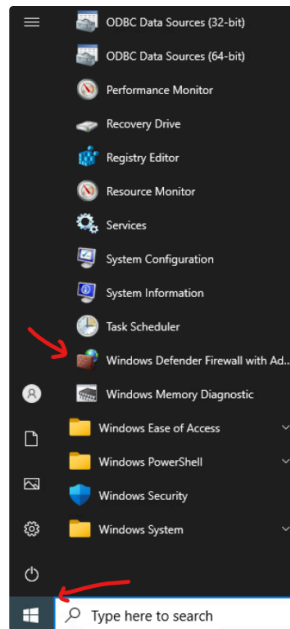 ODBC Data Sources (32-bit)
ODBC Data Sources (64-bit)
Performance Monitor
Recovery Drive
Registry Editor
Resource Monitor
Services
System Configuration
System Information
Task Scheduler
Windows Defender Firewall with Ad...
Windows Memory Diagnostic
Windows Ease of Access
Windows PowerShell
Windows Security
Windows System
Type here to search